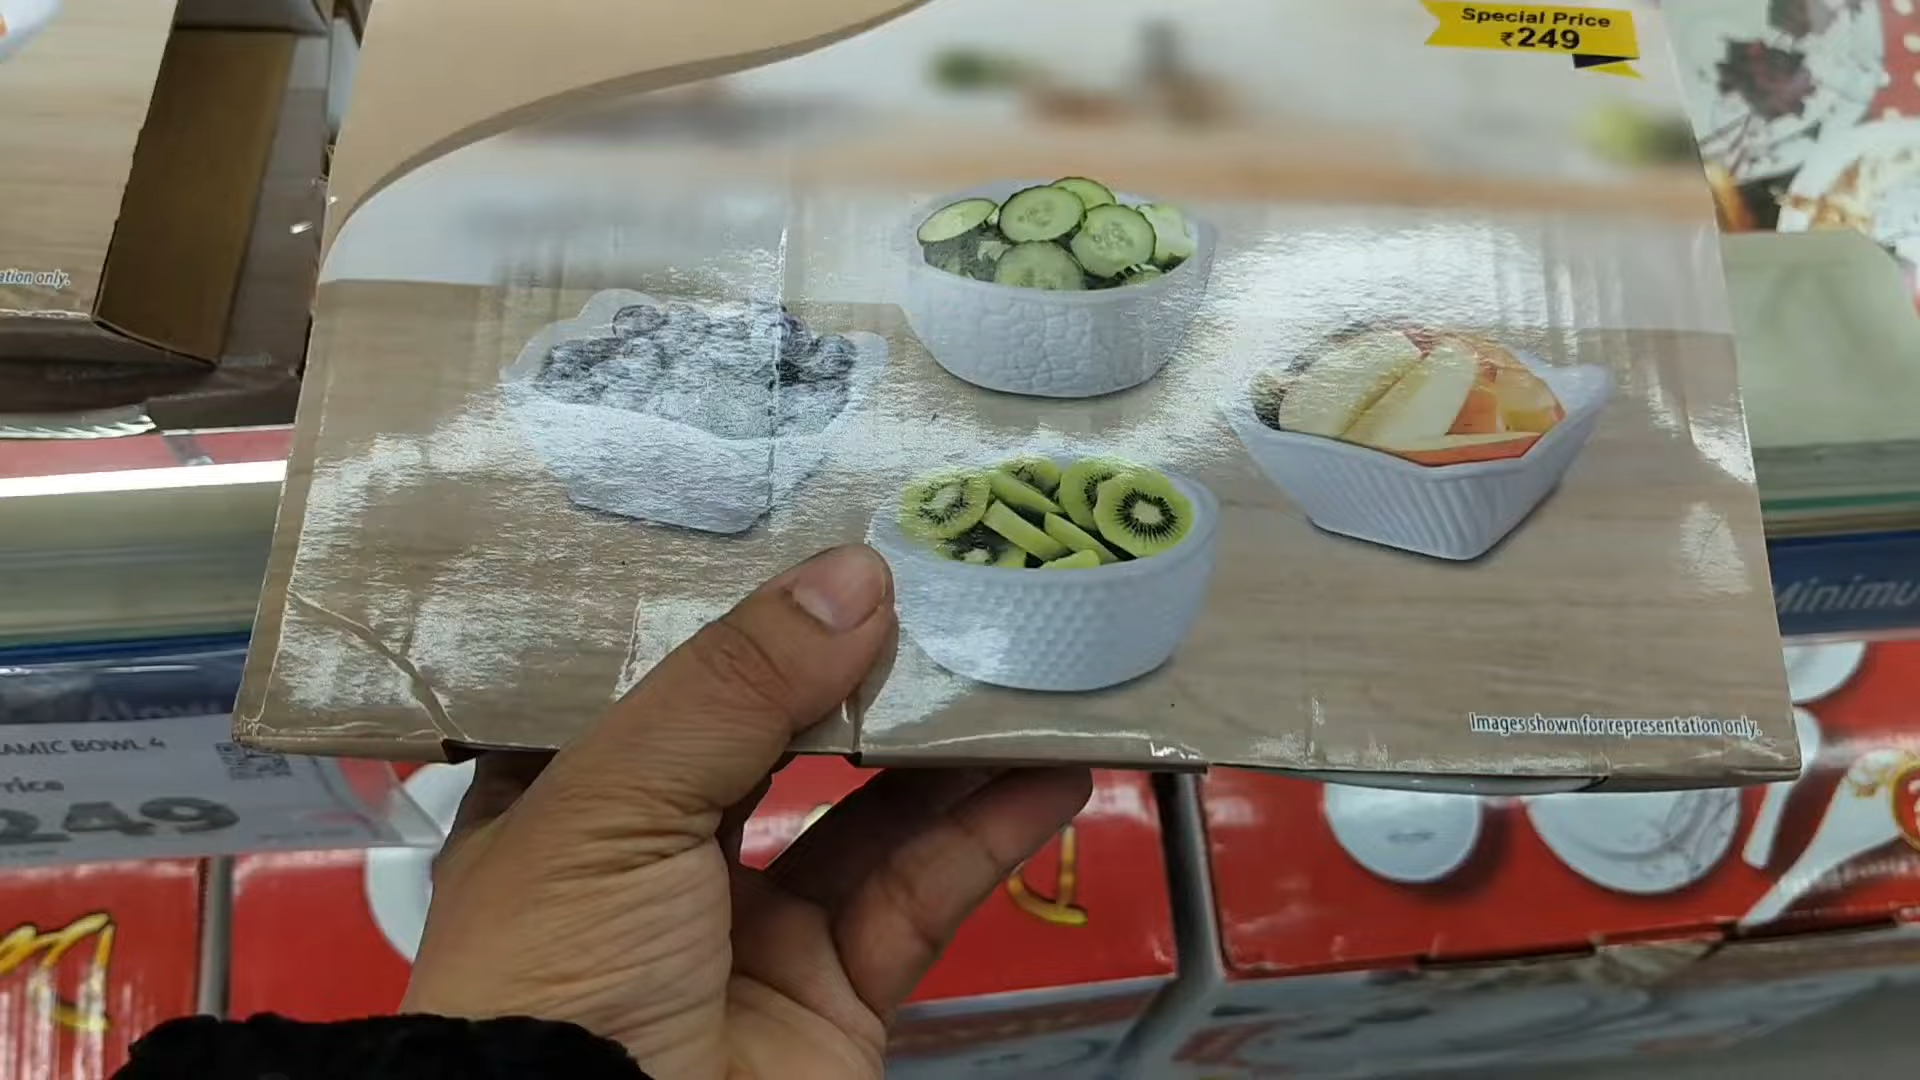 Special Price
₹249
ation only.
Images shown for representation only.
Minimu
AMIC BOWL 4
rice
249